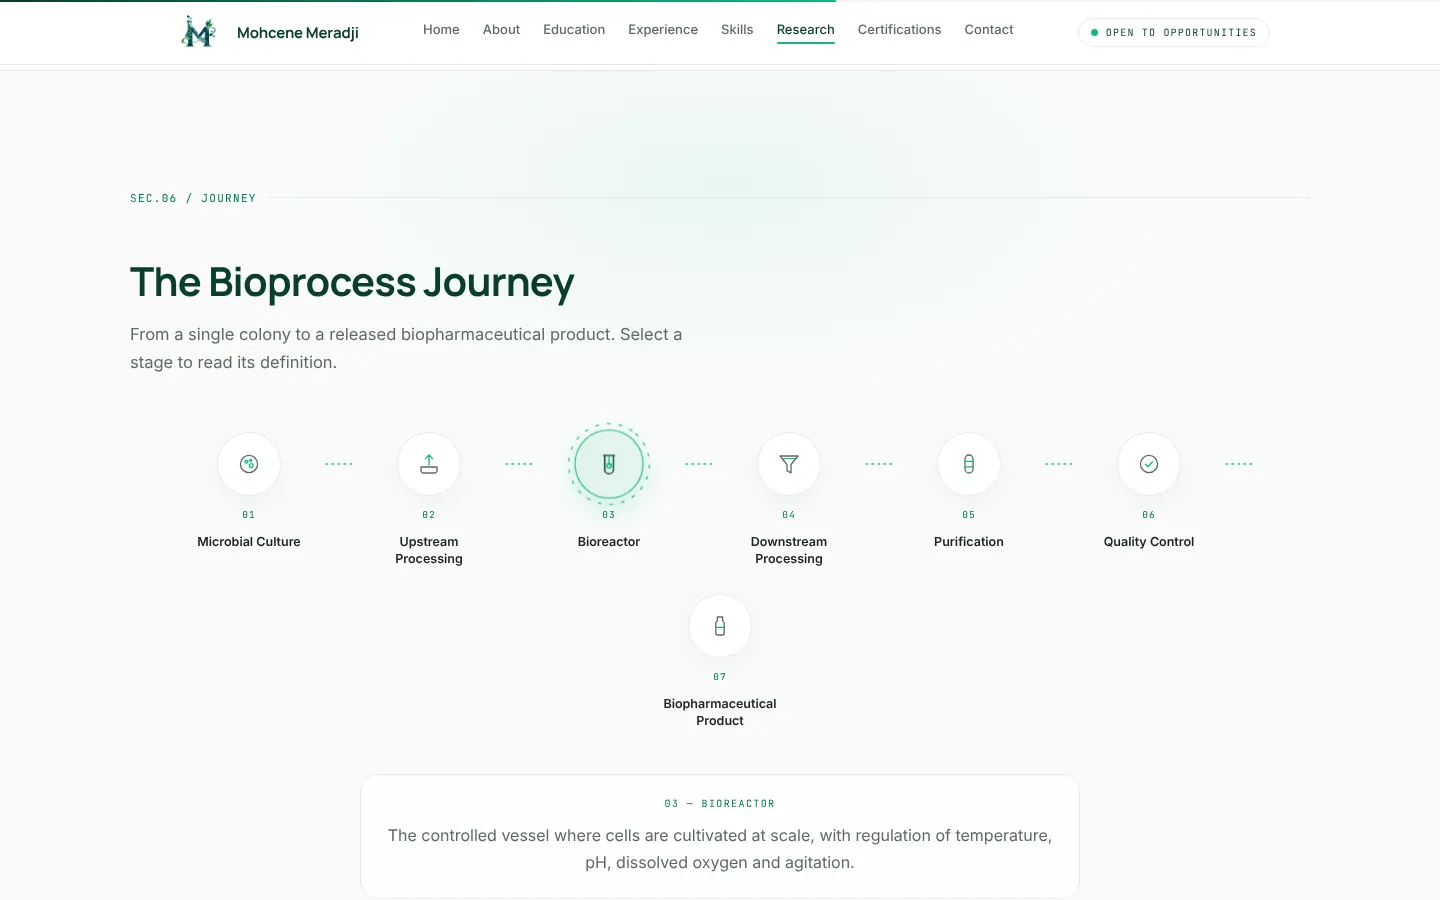 Mohcene Meradji
Home About Education Experience Skills Research Certifications Contact
OPEN TO OPPORTUNITIES
SEC.06 / JOURNEY
The Bioprocess Journey
From a single colony to a released biopharmaceutical product. Select a
stage to read its definition.
01
Microbial Culture
02
Upstream
Processing
03
Bioreactor
04
Downstream
Processing
05
Purification
06
Quality Control
07
Biopharmaceutical
Product
03 — BIOREACTOR
The controlled vessel where cells are cultivated at scale, with regulation of temperature,
pH, dissolved oxygen and agitation.